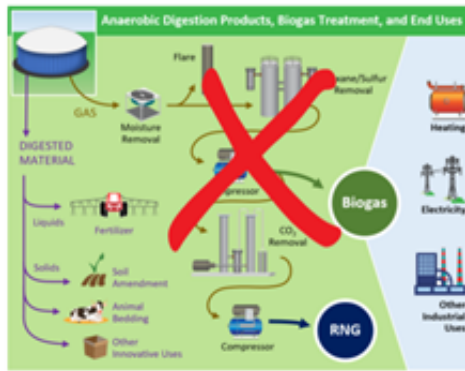 Anaerobic Digestion Products, Biogas Treatment, and End Uses
Flare
GAS
Moisture
Removal
Removal
DIGESTED
MATERIAL
Heating
Biogas
Liquids
Fertilizer
Electricity
CO₂
Removal
Solids
Soil
Amendment
Animal
Bedding
Other
Innovative Uses
Compressor
RNG
Other
Industrial
Uses